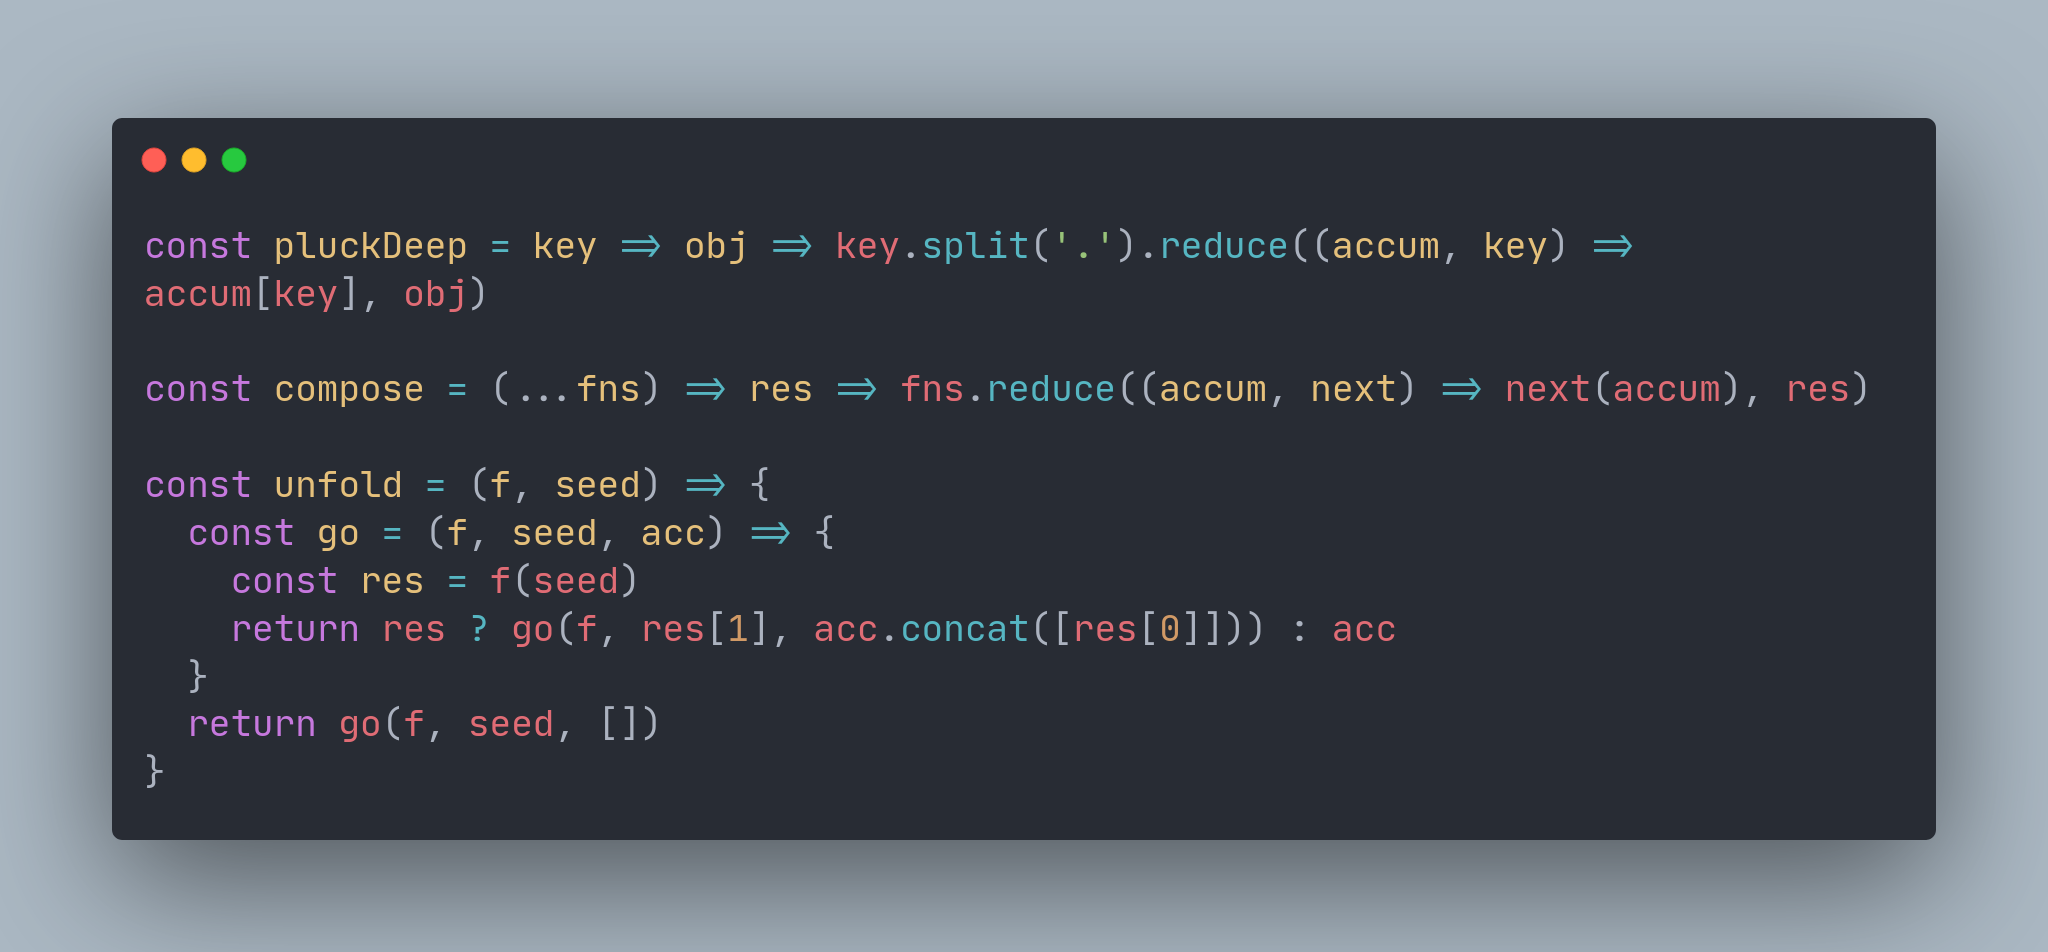 const pluckDeep = key => obj => key.split('.').reduce((accum, key) =>
accum[key], obj)

const compose = (...fns) => res => fns.reduce((accum, next) => next(accum), res)

const unfold = (f, seed) => {
  const go = (f, seed, acc) => {
    const res = f(seed)
    return res ? go(f, res[1], acc.concat([res[0]])) : acc
  }
  return go(f, seed, [])
}